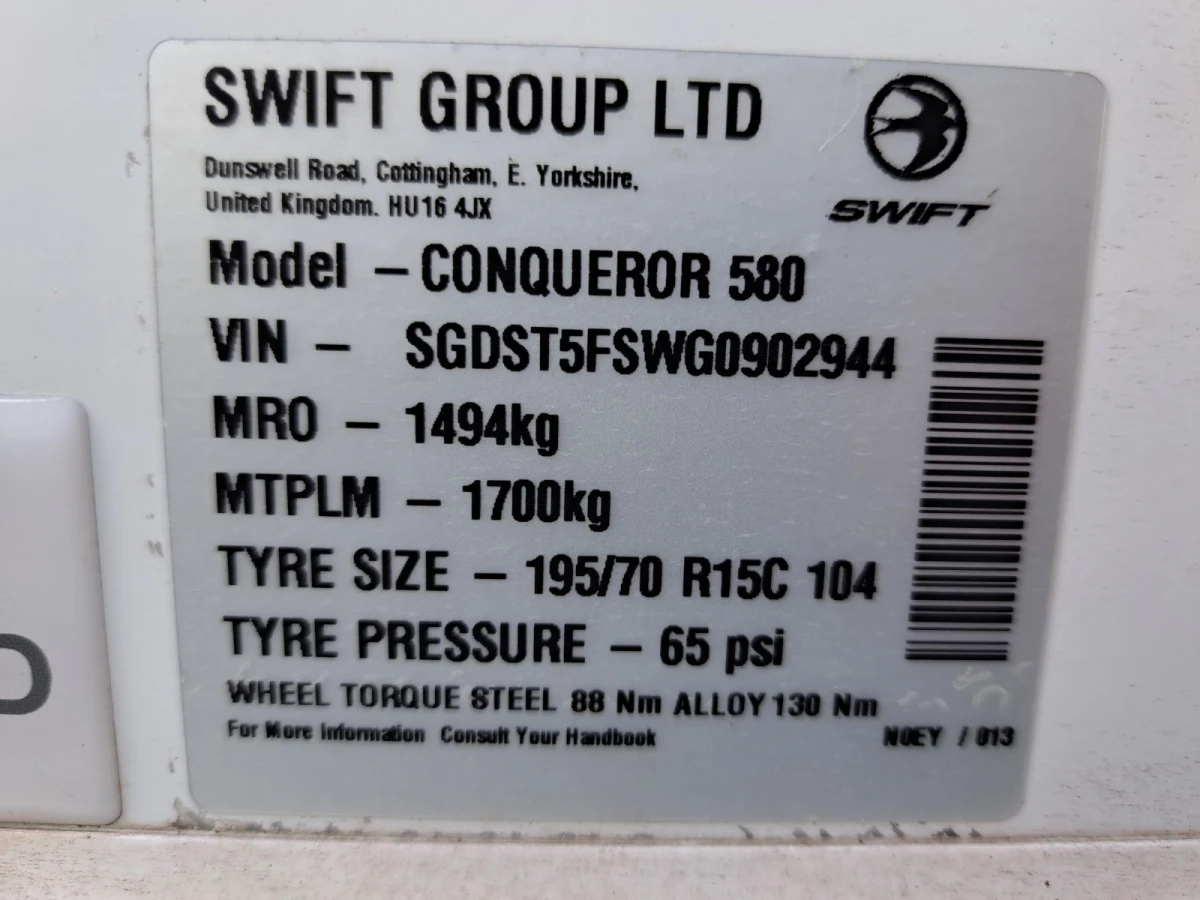 SWIFT GROUP LTD
Dunswell Road, Cottingham, E. Yorkshire,
United Kingdom. HU16 4JX
SWIFT
Model – CONQUEROR 580
VIN – SGDST5FSWG0902944
MRO – 1494kg
MTPLM – 1700kg
TYRE SIZE – 195/70 R15C 104
TYRE PRESSURE – 65 psi
WHEEL TORQUE STEEL 88 Nm ALLOY 130 Nm
For More Information Consult Your Handbook
N0EY / 013